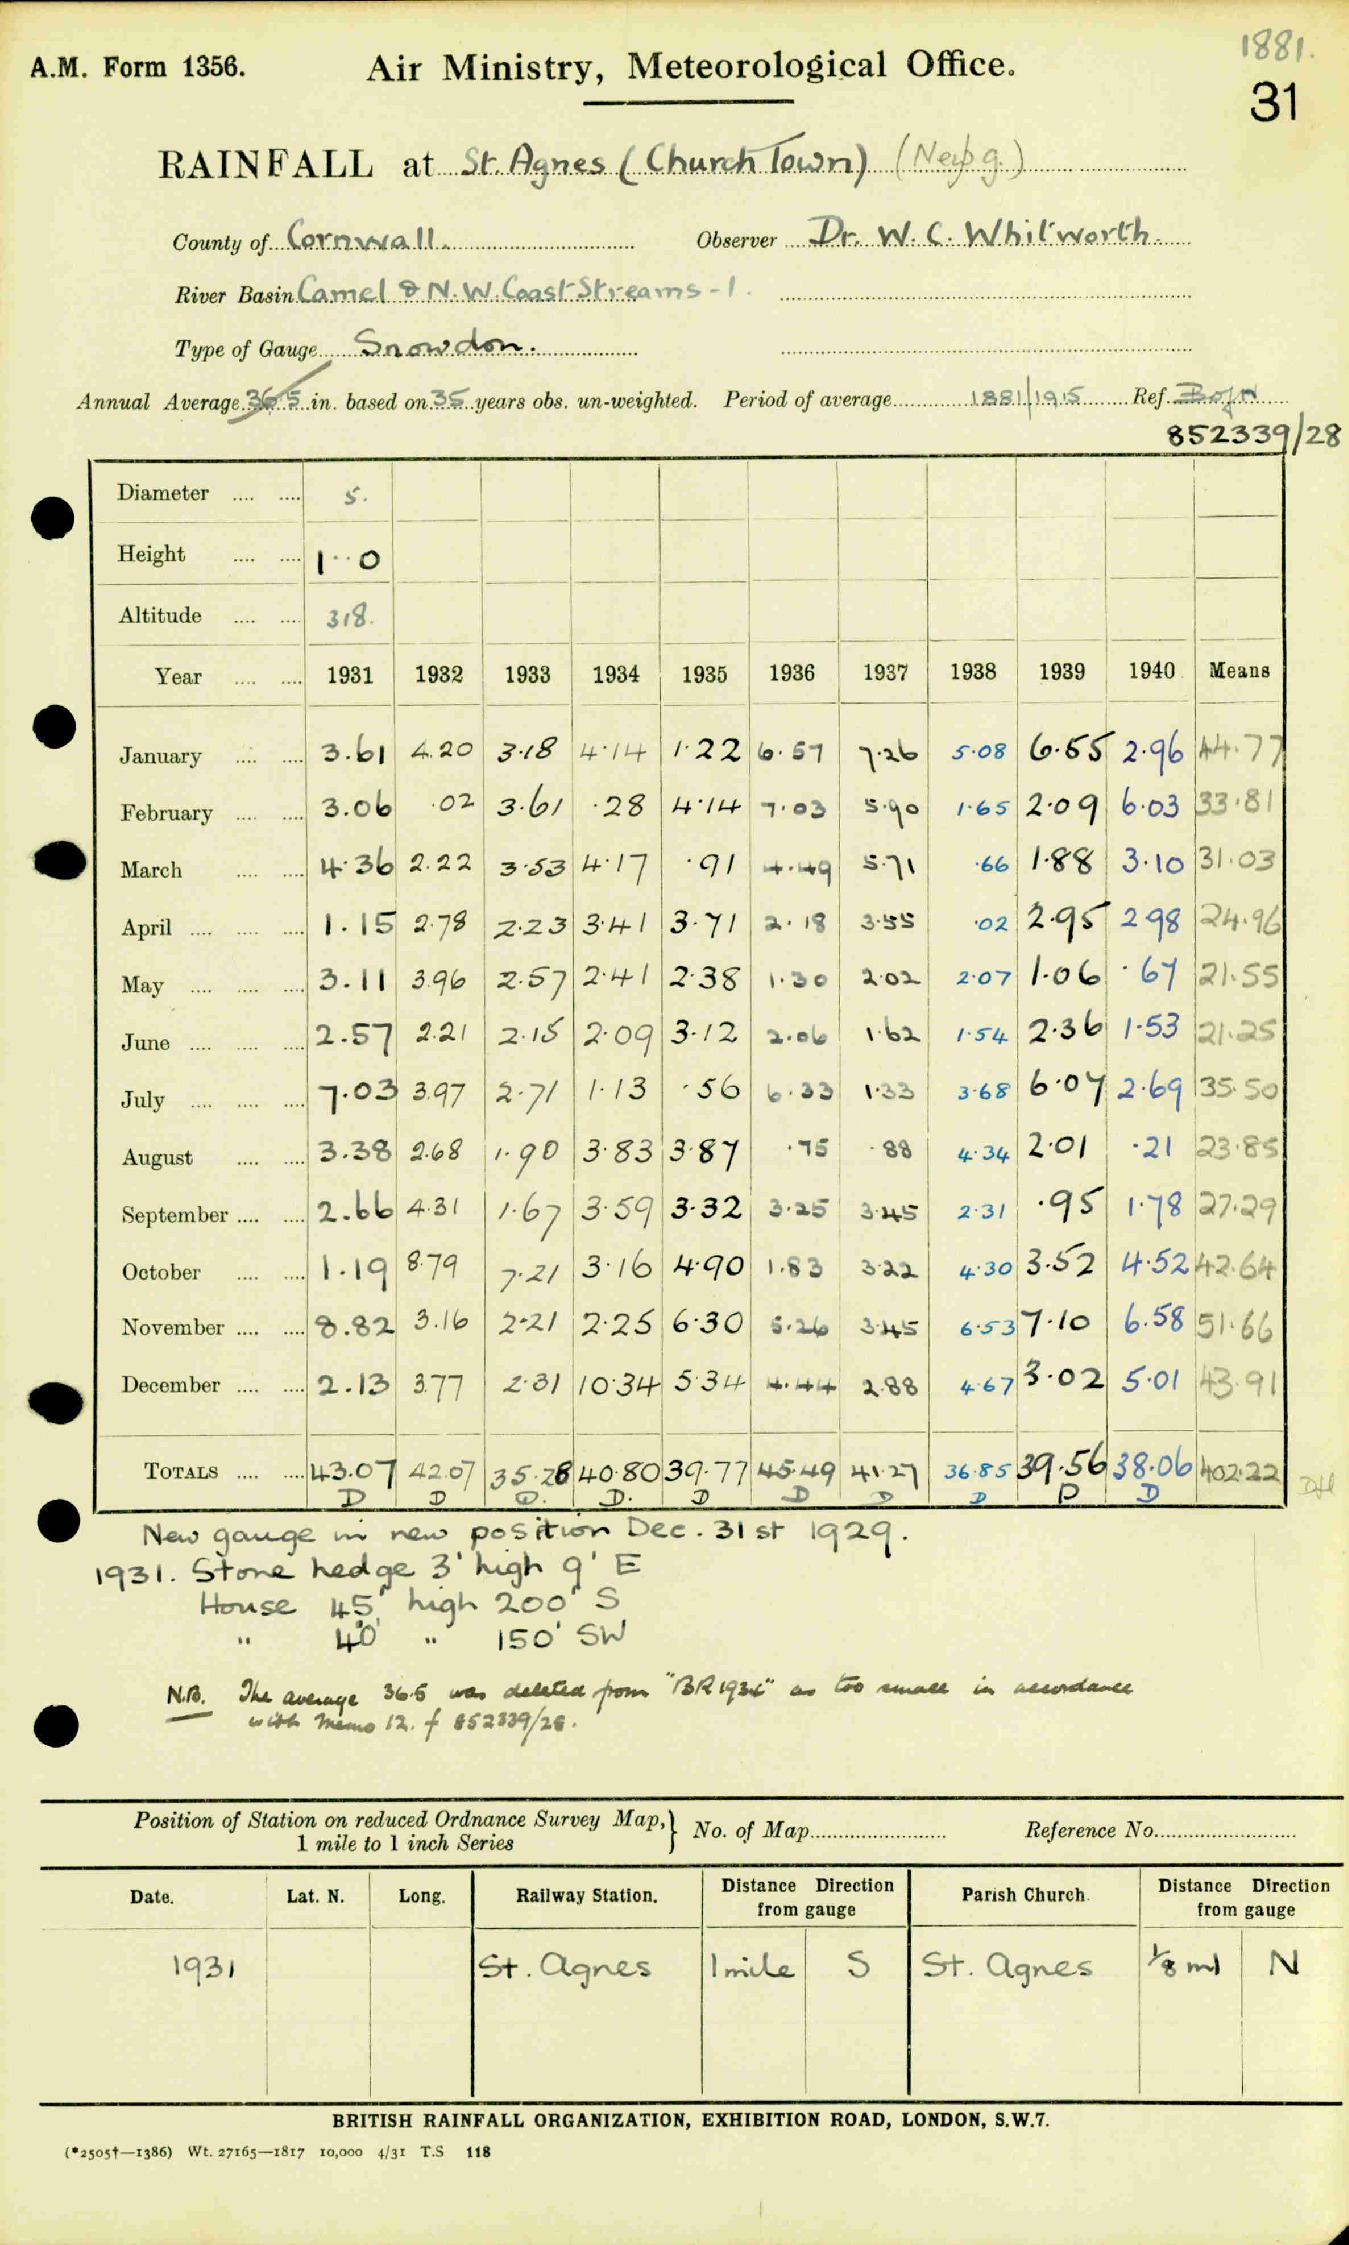 1881.
A.M. Form 1356. Air Ministry, Meteorological Office.
31
RAINFALL at St. Agnes (Church Town) (New pg.)
County of Cornwall. Observer Dr. W. C. Whitworth.
River Basin Camel & N.W. Coast Streams - 1.
Type of Gauge Snowdon.
Annual Average 36.5 in. based on 35 years obs. un-weighted. Period of average 1881/1915 Ref.
852339/28
Diameter .... .... 5.
Height .... .... 1··0
Altitude .... .... 318.
Year .... .... 1931 1932 1933 1934 1935 1936 1937 1938 1939 1940 Means
January .... .... 3.61 4.20 3.18 4.14 1.22 6.57 7.26 5.08 6.55 2.96 44.77
February .... .... 3.06 .02 3.61 .28 4.14 7.03 5.90 1.65 2.09 6.03 33.81
March .... .... 4.36 2.22 3.53 4.17 .91 4.49 5.71 .66 1.88 3.10 31.03
April .... .... .... 1.15 2.78 2.23 3.41 3.71 2.18 3.55 .02 2.95 2.98 24.96
May .... .... .... 3.11 3.96 2.57 2.41 2.38 1.30 2.02 2.07 1.06 .67 21.55
June .... .... .... 2.57 2.21 2.15 2.09 3.12 2.06 1.62 1.54 2.36 1.53 21.25
July .... .... .... 7.03 3.97 2.71 1.13 .56 6.33 1.33 3.68 6.07 2.69 35.50
August .... .... 3.38 2.68 1.90 3.83 3.87 .75 .88 4.34 2.01 .21 23.85
September .... .... 2.66 4.31 1.67 3.59 3.32 3.25 3.45 2.31 .95 1.78 27.29
October .... .... 1.19 8.79 7.21 3.16 4.90 1.83 3.22 4.30 3.52 4.52 42.64
November .... .... 8.82 3.16 2.21 2.25 6.30 5.26 3.45 6.53 7.10 6.58 51.66
December .... .... 2.13 3.77 2.31 10.34 5.34 4.44 2.88 4.67 3.02 5.01 43.91
TOTALS .... .... 43.07 42.07 35.28 40.80 39.77 45.49 41.27 36.85 39.56 38.06 402.22
D D D. D. D D D D D D
New gauge in new position Dec. 31st 1929.
1931. Stone hedge 3' high 9' E
House 45' high 200' S
" 40' " 150' SW
N.B. The average 36.5 was deleted from "BR 1934" as too small in accordance
with Memo 12. of 852339/28.
Position of Station on reduced Ordnance Survey Map,} No. of Map Reference No.
1 mile to 1 inch Series
Date. Lat. N. Long. Railway Station. Distance Direction from gauge Parish Church. Distance Direction from gauge
1931 St. Agnes 1 mile S St. Agnes 1/8 ml N
BRITISH RAINFALL ORGANIZATION, EXHIBITION ROAD, LONDON, S.W.7.
(*2505†—1386) Wt. 27165—1817 10,000 4/31 T.S 118